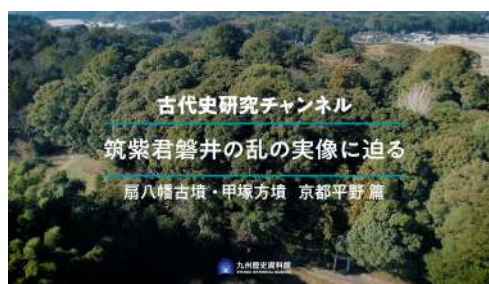 古代史研究チャンネル
筑紫君磐井の乱の実像に迫る
扇八幡古墳・甲塚方墳 京都平野 篇
九州歴史資料館